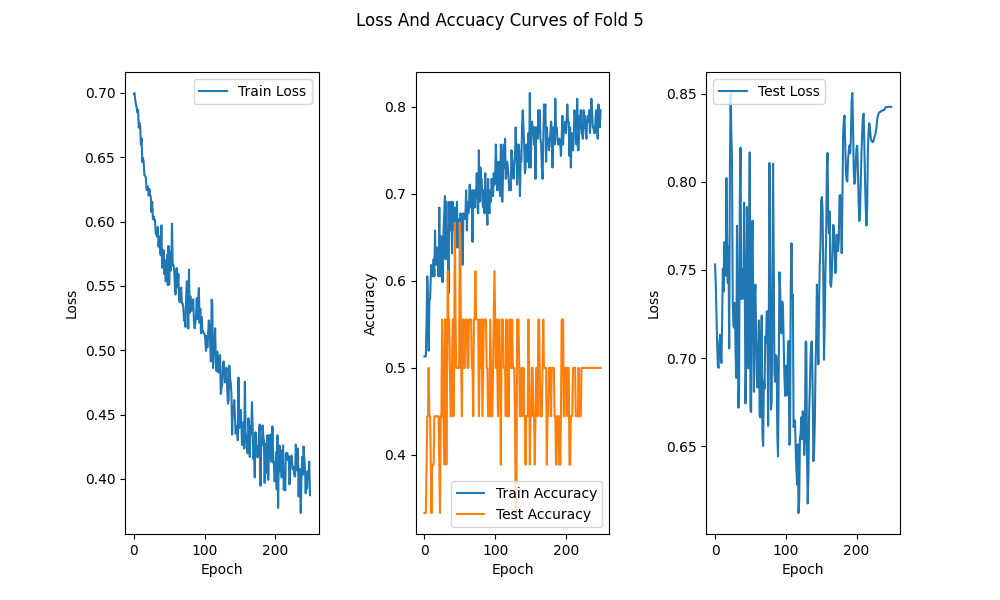 Loss And Accuacy Curves of Fold 5
Loss
0.70
0.65
0.60
0.55
0.50
0.45
0.40
Train Loss
0 100 200
Epoch
Accuracy
0.8
0.7
0.6
0.5
0.4
Train Accuracy
Test Accuracy
0 100 200
Epoch
Loss
0.85
0.80
0.75
0.70
0.65
Test Loss
0 100 200
Epoch